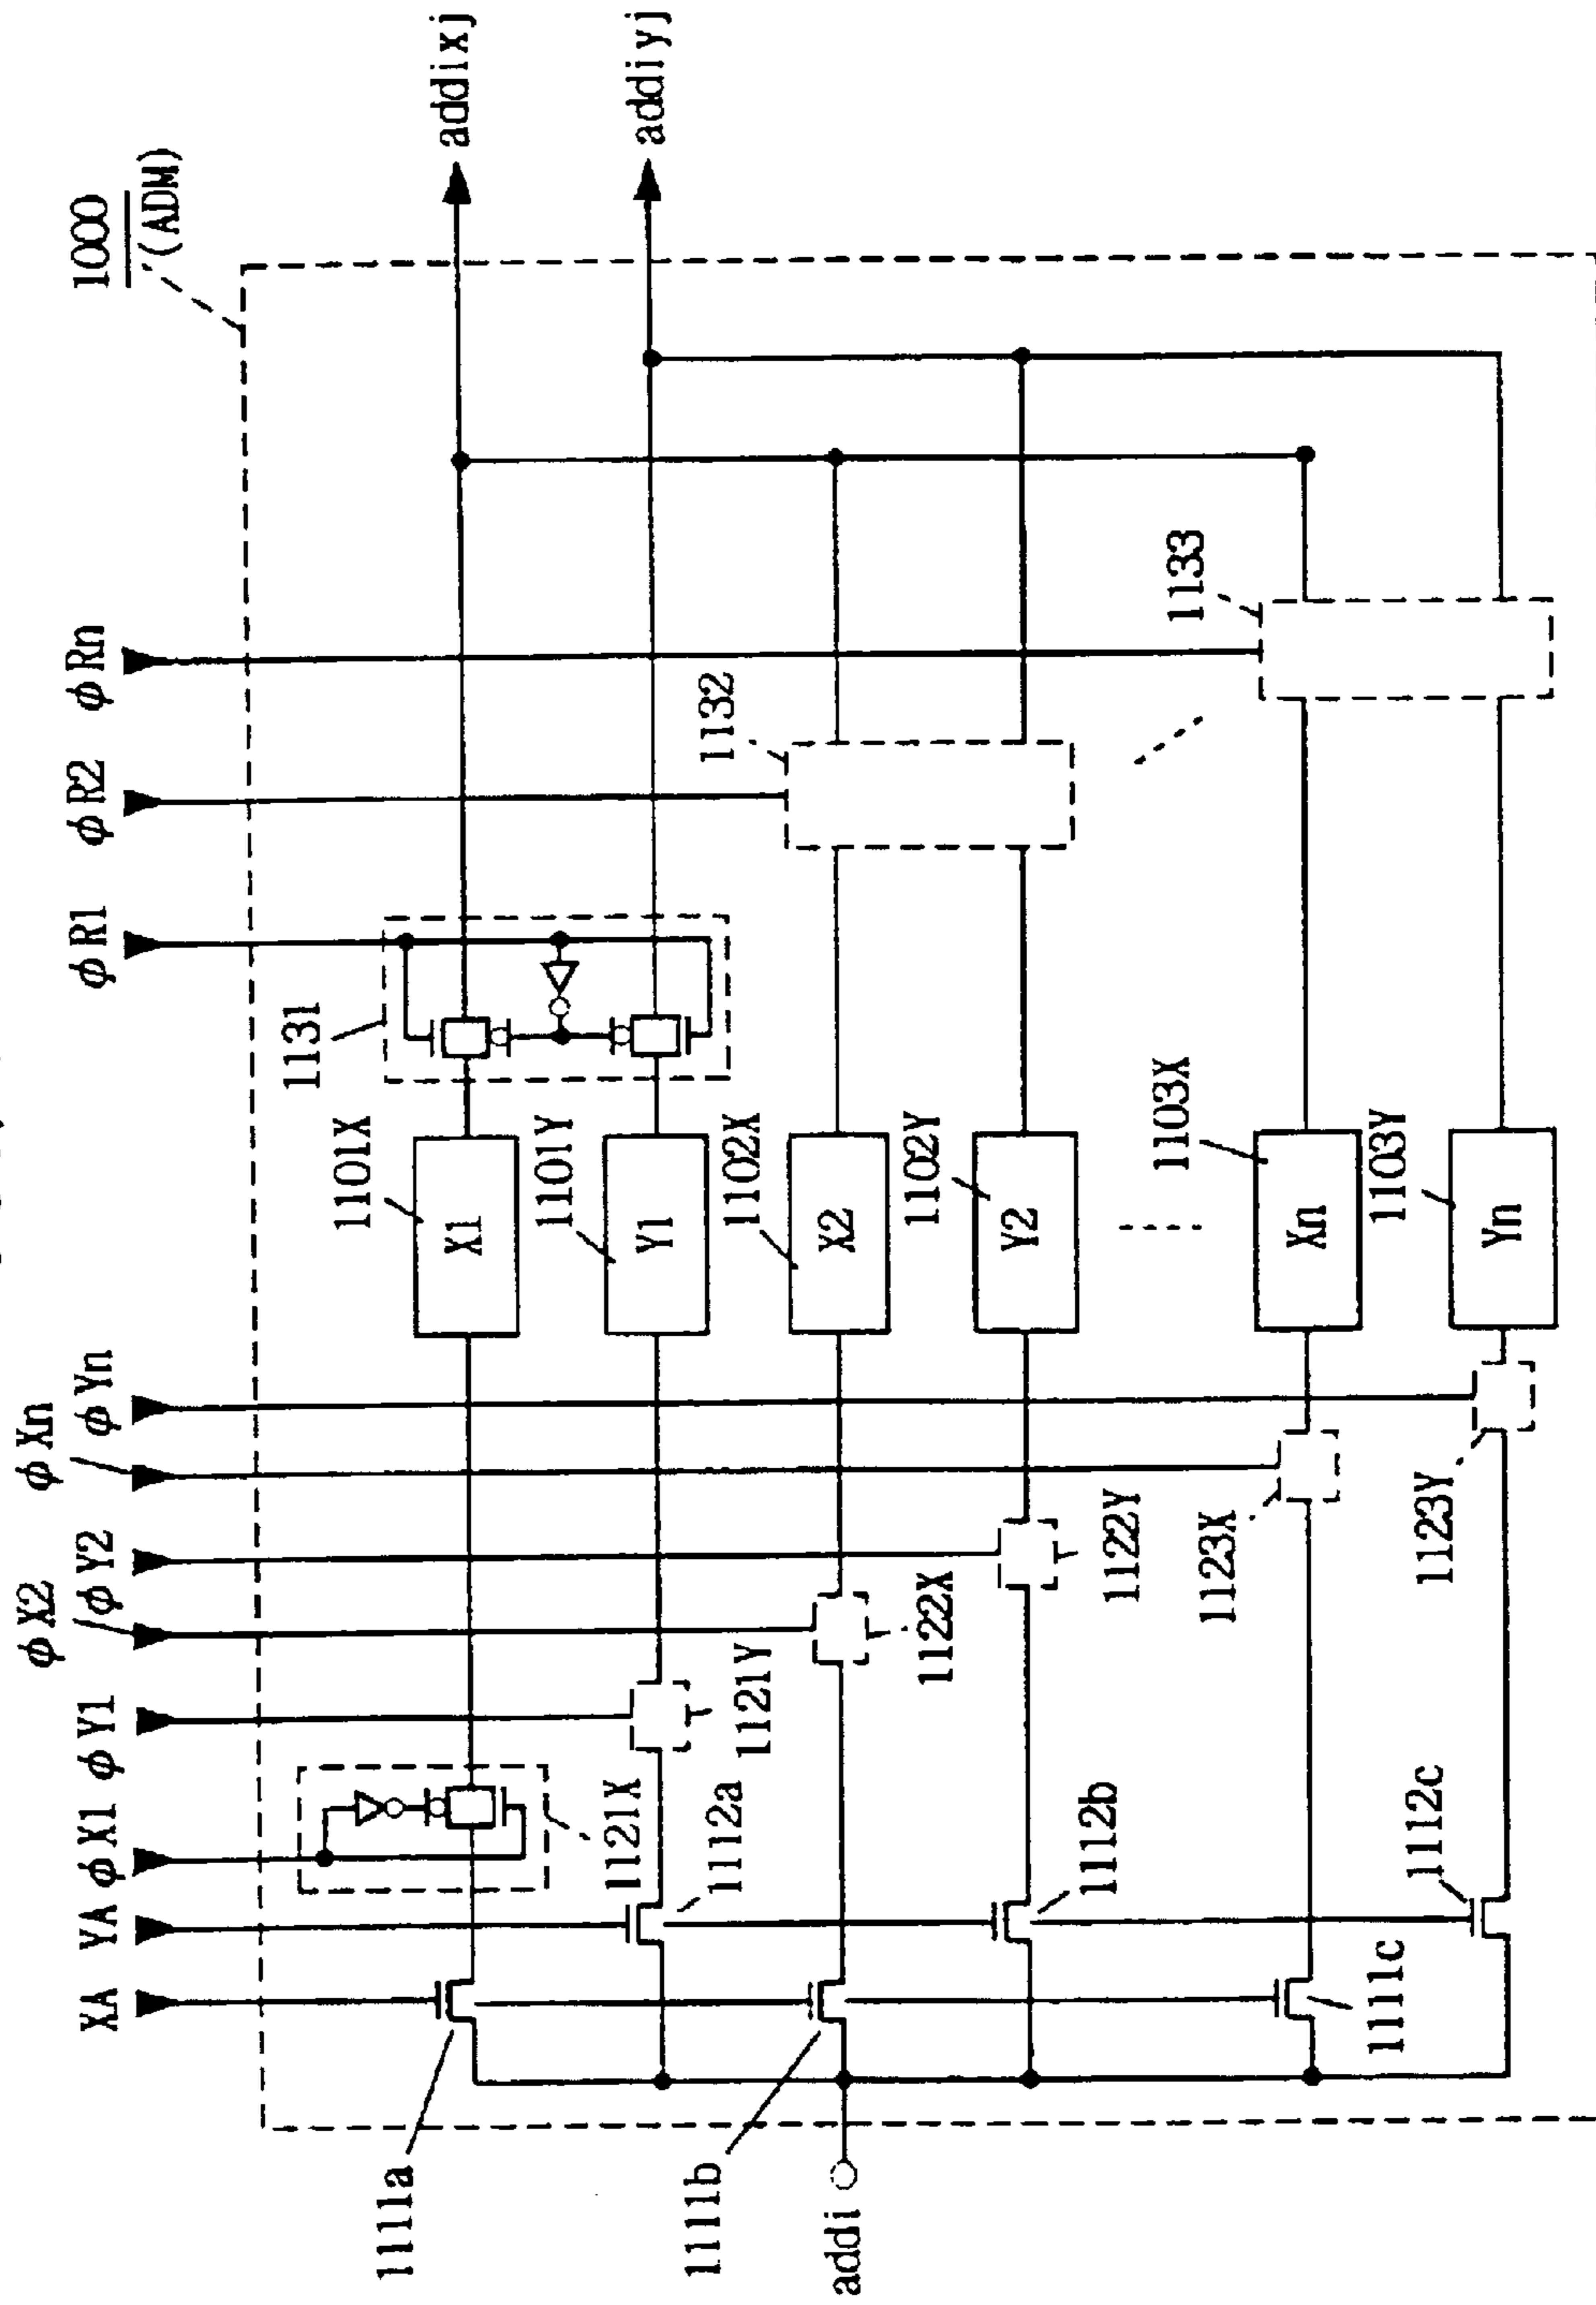 1000
(ADM)
XA
YA
φX1
φY1
φX2
φY2
φXn
φYn
φR1
φR2
φRn
addixj
addiyj
1111a
1121X
1101X
X1
1131
1112a
1121Y
1101Y
Y1
1111b
1122X
1102X
X2
1132
addi
1112b
1122Y
1102Y
Y2
1111c
1123X
1103X
Xn
1133
1112c
1123Y
1103Y
Yn